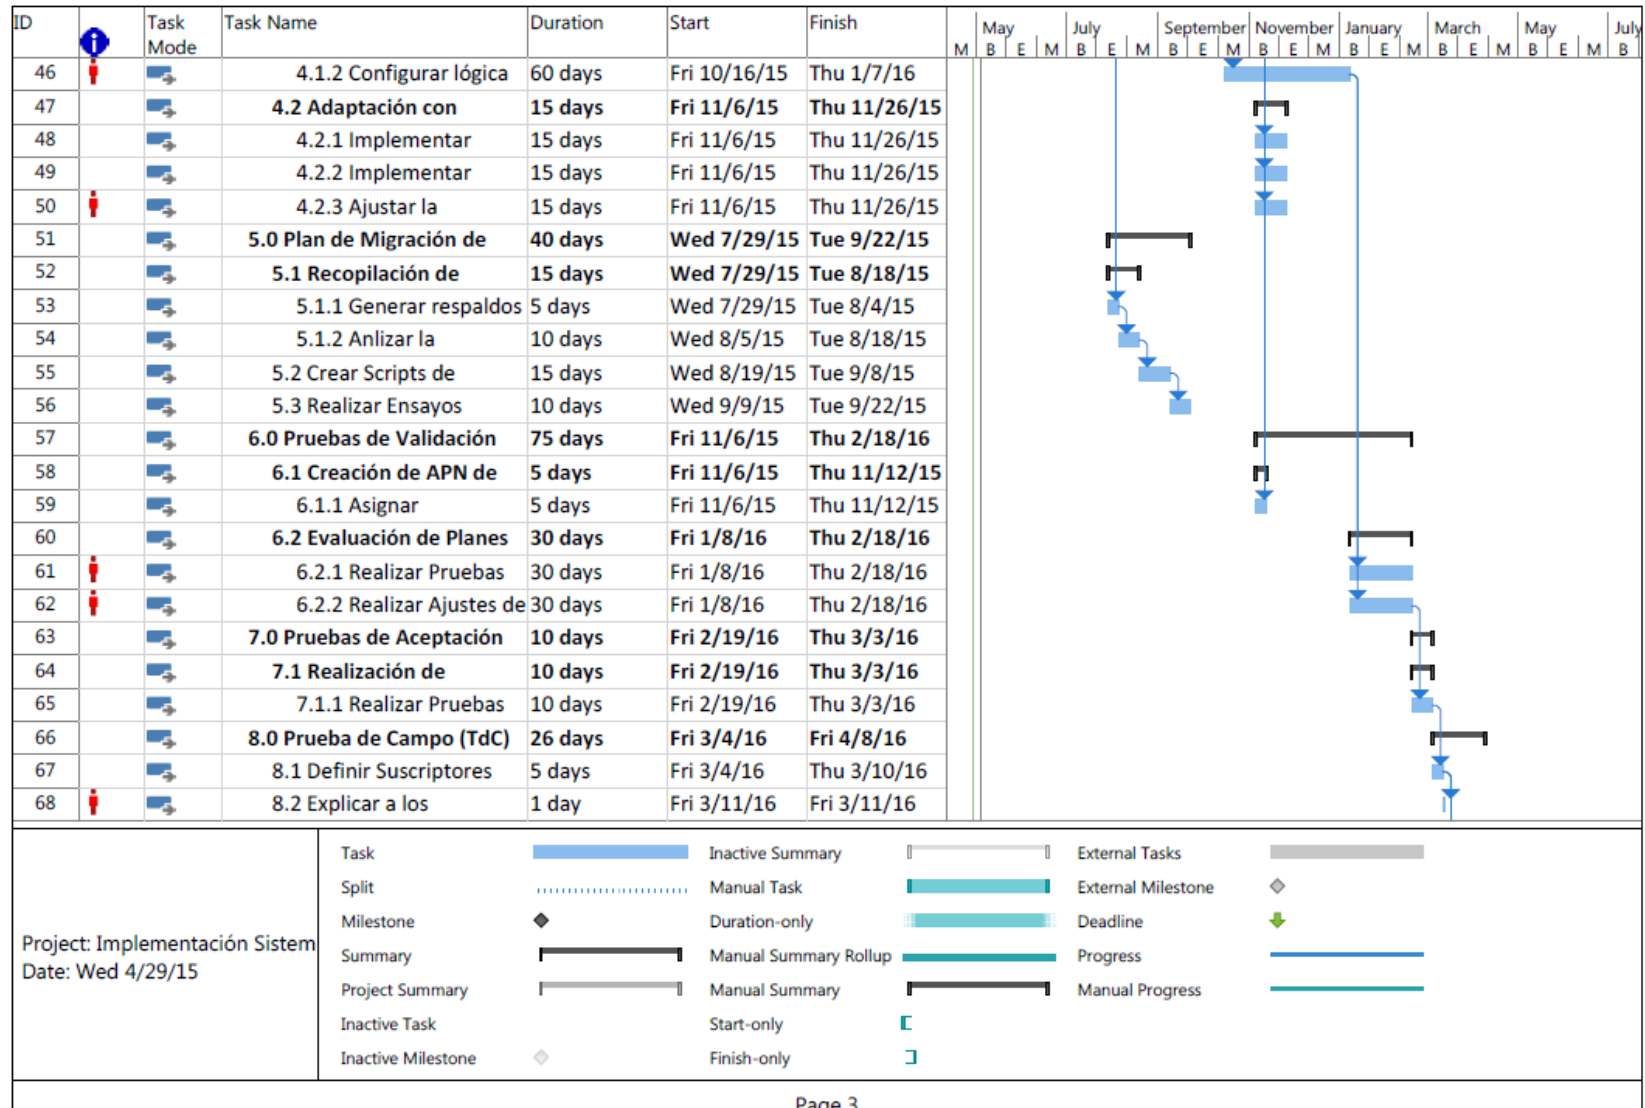 ID Task Mode Task Name Duration Start Finish
May July September November January March May July
M B E M B E M B E M B E M B E M B E M B E M B
46 4.1.2 Configurar lógica 60 days Fri 10/16/15 Thu 1/7/16
47 4.2 Adaptación con 15 days Fri 11/6/15 Thu 11/26/15
48 4.2.1 Implementar 15 days Fri 11/6/15 Thu 11/26/15
49 4.2.2 Implementar 15 days Fri 11/6/15 Thu 11/26/15
50 4.2.3 Ajustar la 15 days Fri 11/6/15 Thu 11/26/15
51 5.0 Plan de Migración de 40 days Wed 7/29/15 Tue 9/22/15
52 5.1 Recopilación de 15 days Wed 7/29/15 Tue 8/18/15
53 5.1.1 Generar respaldos 5 days Wed 7/29/15 Tue 8/4/15
54 5.1.2 Anlizar la 10 days Wed 8/5/15 Tue 8/18/15
55 5.2 Crear Scripts de 15 days Wed 8/19/15 Tue 9/8/15
56 5.3 Realizar Ensayos 10 days Wed 9/9/15 Tue 9/22/15
57 6.0 Pruebas de Validación 75 days Fri 11/6/15 Thu 2/18/16
58 6.1 Creación de APN de 5 days Fri 11/6/15 Thu 11/12/15
59 6.1.1 Asignar 5 days Fri 11/6/15 Thu 11/12/15
60 6.2 Evaluación de Planes 30 days Fri 1/8/16 Thu 2/18/16
61 6.2.1 Realizar Pruebas 30 days Fri 1/8/16 Thu 2/18/16
62 6.2.2 Realizar Ajustes de 30 days Fri 1/8/16 Thu 2/18/16
63 7.0 Pruebas de Aceptación 10 days Fri 2/19/16 Thu 3/3/16
64 7.1 Realización de 10 days Fri 2/19/16 Thu 3/3/16
65 7.1.1 Realizar Pruebas 10 days Fri 2/19/16 Thu 3/3/16
66 8.0 Prueba de Campo (TdC) 26 days Fri 3/4/16 Fri 4/8/16
67 8.1 Definir Suscriptores 5 days Fri 3/4/16 Thu 3/10/16
68 8.2 Explicar a los 1 day Fri 3/11/16 Fri 3/11/16
Project: Implementación Sistem
Date: Wed 4/29/15
Task Inactive Summary External Tasks
Split Manual Task External Milestone
Milestone Duration-only Deadline
Summary Manual Summary Rollup Progress
Project Summary Manual Summary Manual Progress
Inactive Task Start-only
Inactive Milestone Finish-only
Page 3